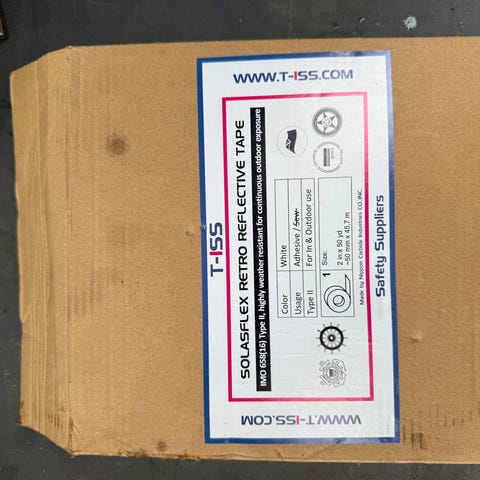 WWW.T-ISS.COM
T-ISS
SOLASFLEX RETRO REFLECTIVE TAPE
IMO 658(16) Type II, highly weather resistant for continuous outdoor exposure
Color White
Usage Adhesive / Sew
Type II For In & Outdoor use
1 Size:
2 in x 50 yd
~50 mm x 45,7 m
Made by Nippon Carbide Industries CO.,INC.
Safety Suppliers
WWW.T-ISS.COM